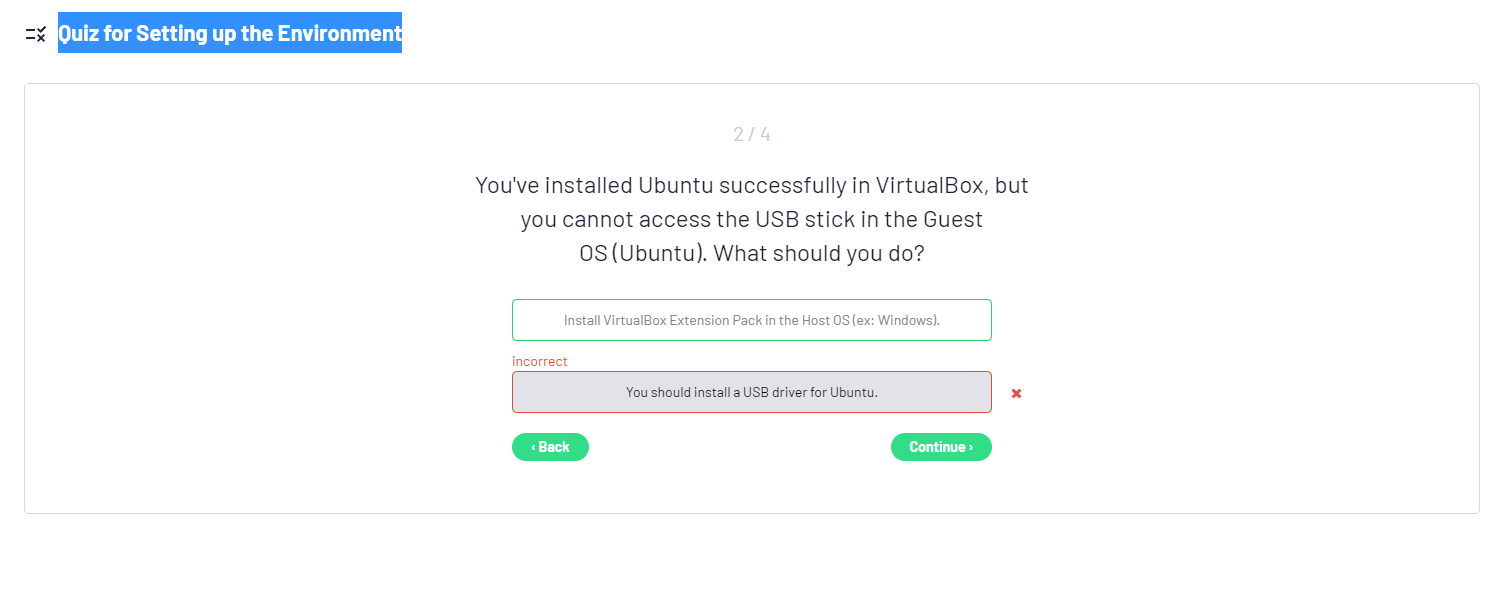 Quiz for Setting up the Environment
2 / 4
You've installed Ubuntu successfully in VirtualBox, but
you cannot access the USB stick in the Guest
OS (Ubuntu). What should you do?
Install VirtualBox Extension Pack in the Host OS (ex: Windows).
incorrect
You should install a USB driver for Ubuntu.
‹ Back
Continue ›